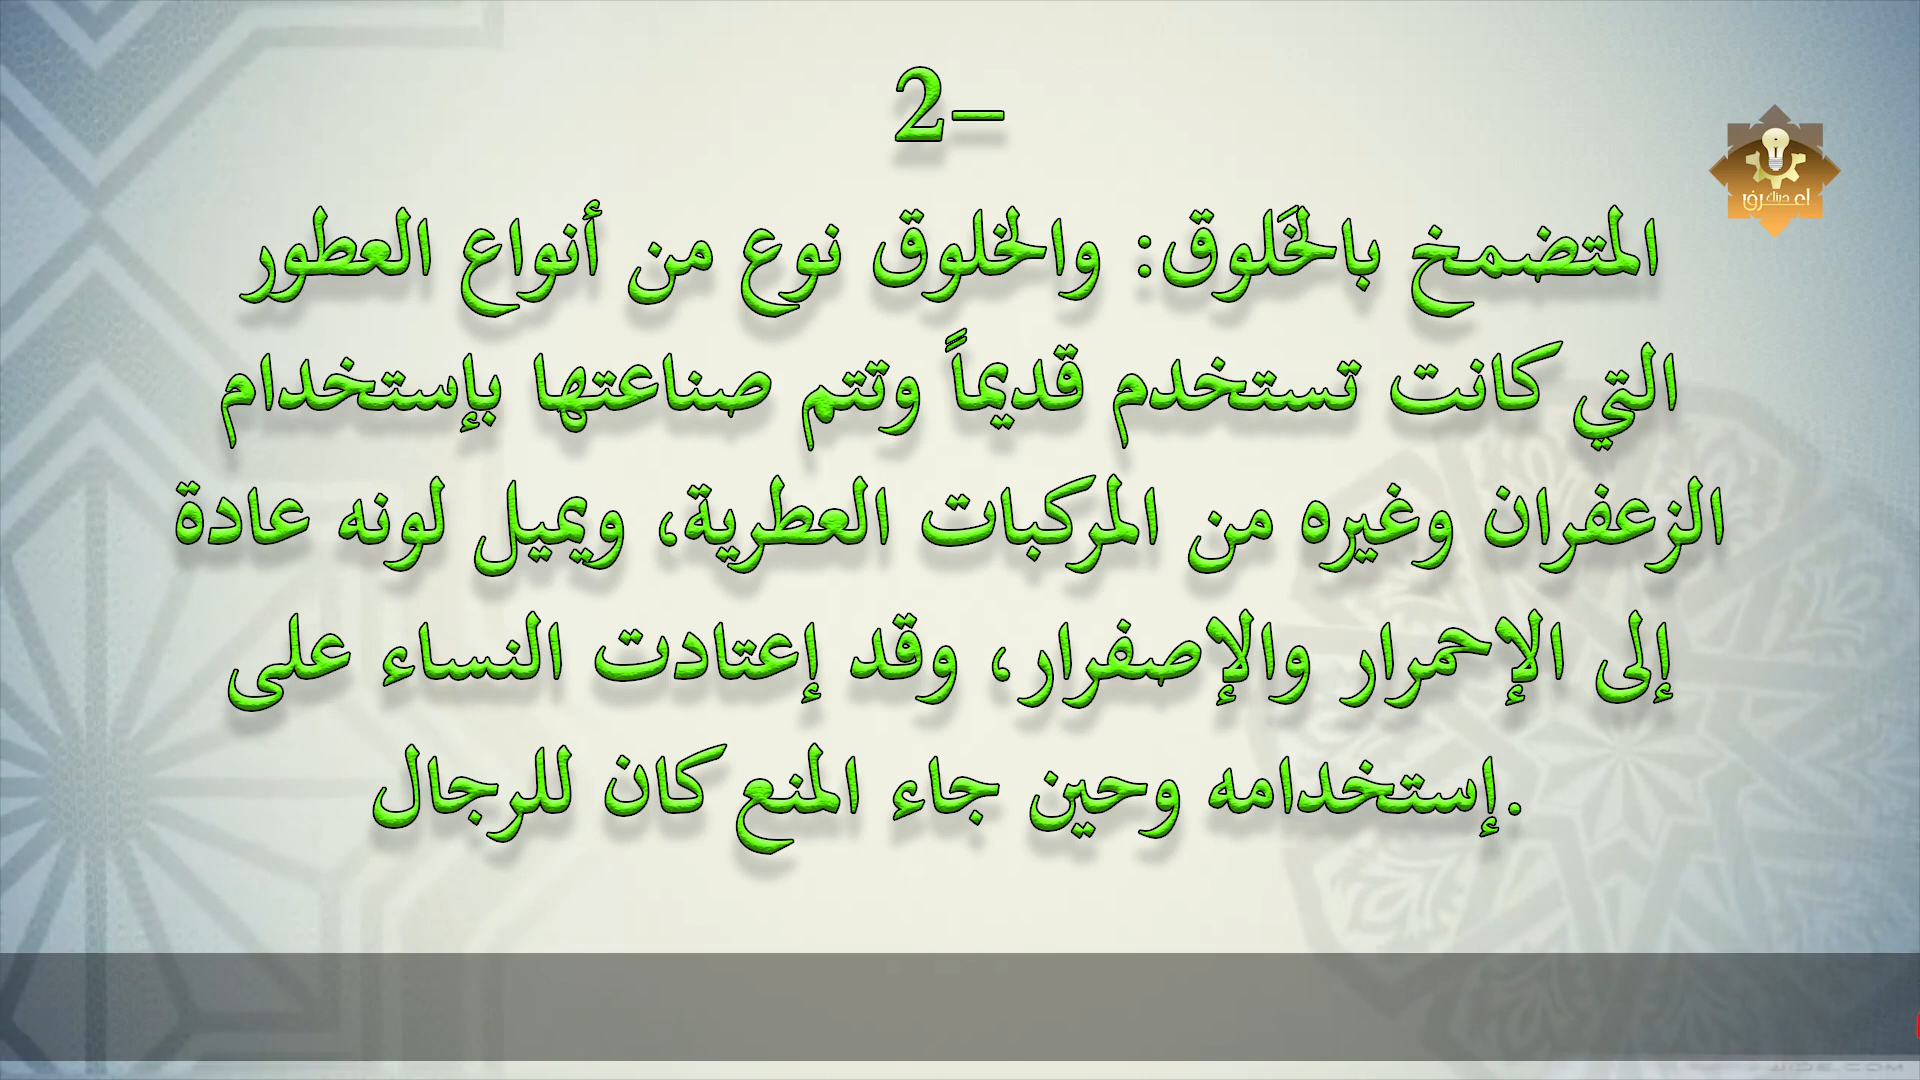 2–
المتضمخ بالخَلوق: والخلوق نوع من أنواع العطور
التي كانت تستخدم قديماً وتتم صناعتها بإستخدام
الزعفران وغيره من المركبات العطرية، ويميل لونه عادة
إلى الإحمرار والإصفرار، وقد إعتادت النساء على
.إستخدامه وحين جاء المنع كان للرجال